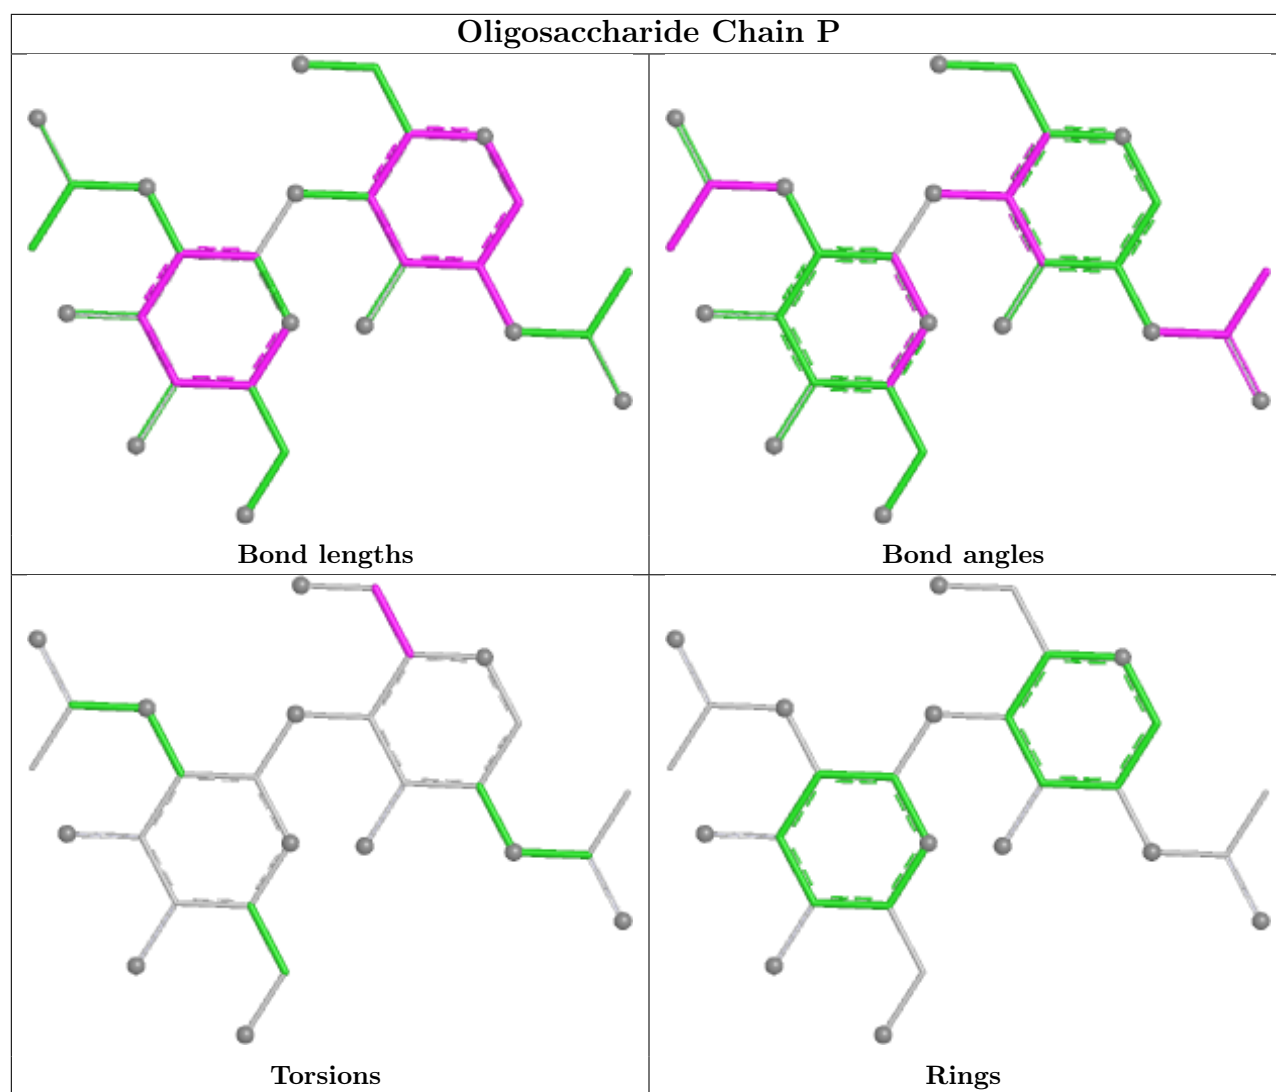 Oligosaccharide Chain P
Bond lengths
Bond angles
Torsions
Rings